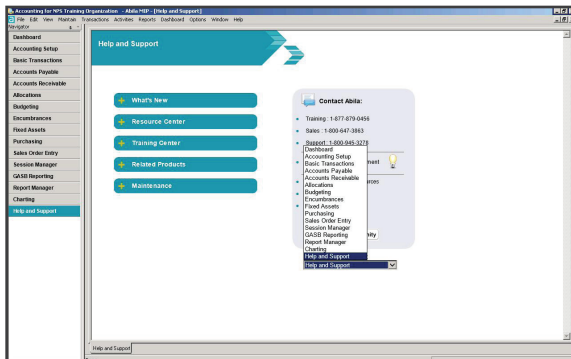 Accounting for NPS Training Organization - Abila MIP - [Help and Support]
File Edit View Maintain Transactions Activities Reports Dashboard Options Window Help
Navigator
Dashboard
Accounting Setup
Basic Transactions
Accounts Payable
Accounts Receivable
Allocations
Budgeting
Encumbrances
Fixed Assets
Purchasing
Sales Order Entry
Session Manager
GASB Reporting
Report Manager
Charting
Help and Support
Help and Support
What's New
Resource Center
Training Center
Related Products
Maintenance
Contact Abila:
Training : 1-877-879-0456
Sales : 1-800-647-3863
Support : 1-800-945-3278
Dashboard
Accounting Setup
Basic Transactions
Accounts Payable
Accounts Receivable
Allocations
Budgeting
Encumbrances
Fixed Assets
Purchasing
Sales Order Entry
Session Manager
GASB Reporting
Report Manager
Charting
Help and Support
Help and Support
Help and Support